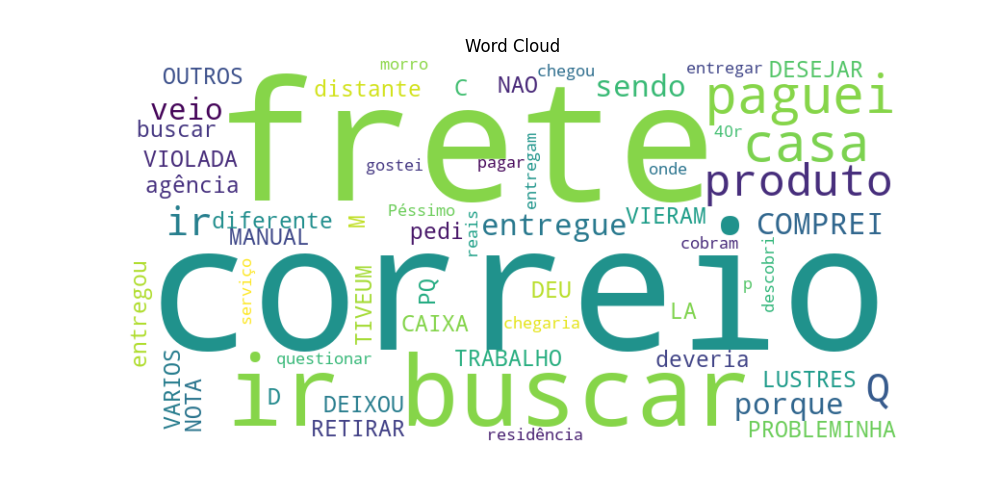 Word Cloud
morro
OUTROS
distante
C
NAO
chegou
sendo
entregar
DESEJAR
veio
frete
paguei
buscar
40r
casa
VIOLADA
gostei
pagar
entregam
onde
agência
produto
ir
diferente
M
Péssimo
reais
entregue
VIERAM
COMPREI
MANUAL
pedi
cobram
correio
entregou
serviço
TIVEUM
PQ
DEU
p
descobri
CAIXA
chegaria
LA
VARIOS
questionar
TRABALHO
deveria
NOTA
ir buscar
LUSTRES
Q
D
DEIXOU
porque
RETIRAR
residência
PROBLEMINHA